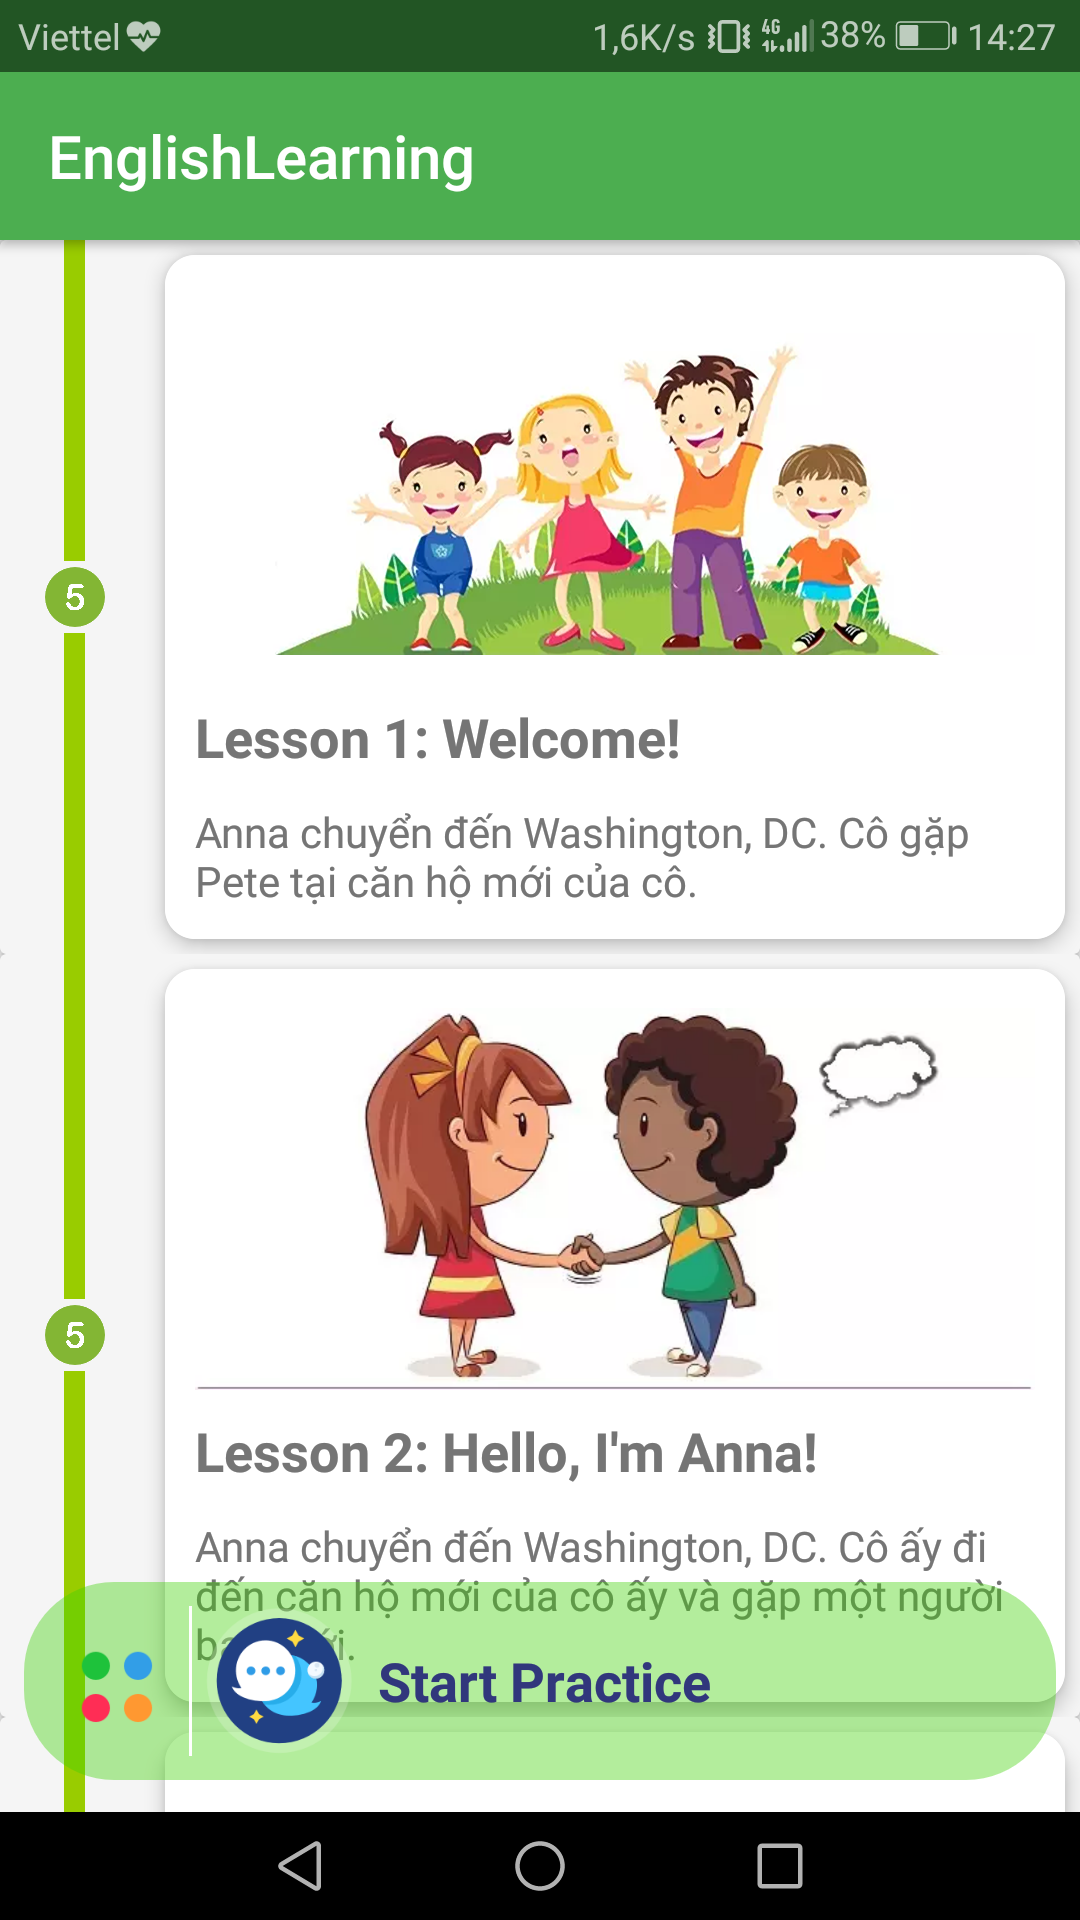 Viettel 1,6K/s 4G 38% 14:27
EnglishLearning
5
Lesson 1: Welcome!
Anna chuyển đến Washington, DC. Cô gặp
Pete tại căn hộ mới của cô.
5
Lesson 2: Hello, I'm Anna!
Anna chuyển đến Washington, DC. Cô ấy đi
đến căn hộ mới của cô ấy và gặp một người
Start Practice